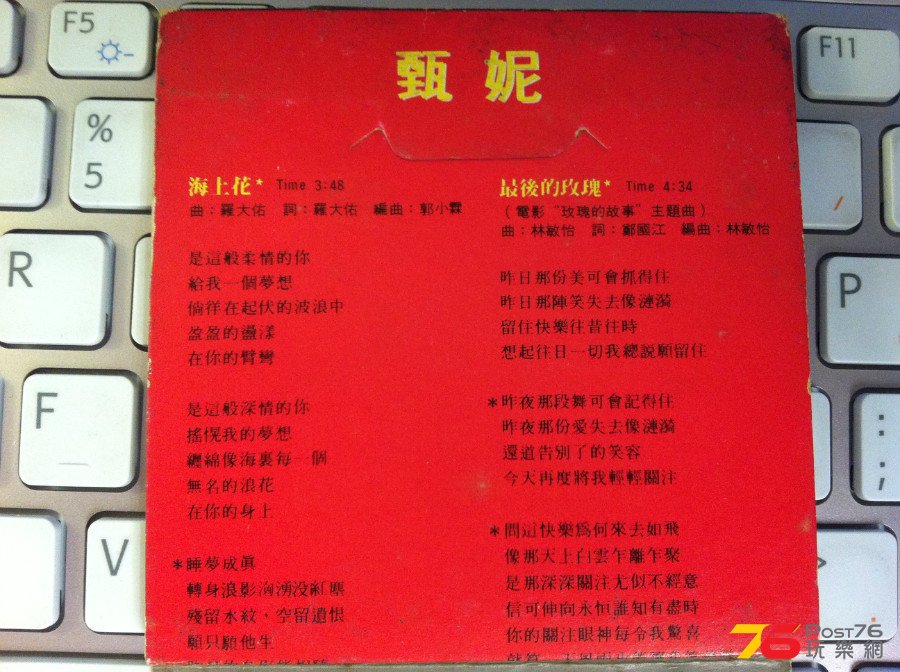 甄妮
海上花* Time 3:48
曲：羅大佑 詞：羅大佑 編曲：郭小霖
是這般柔情的你
給我一個夢想
徜徉在起伏的波浪中
盈盈的盪漾
在你的臂彎
是這般深情的你
搖恍我的夢想
纏綿像海裏每一個
無名的浪花
在你的身上
*睡夢成眞
轉身浪影洶湧没紅塵
殘留水紋，空留遺恨
願只願他生
最後的玫瑰* Time 4:34
（電影“玫瑰的故事”主題曲）
曲：林敏怡 詞：鄭國江 編曲：林敏怡
昨日那份美可會抓得住
昨日那陣笑失去像漣漪
留住快樂往昔往時
想起往日一切我總説願留住
*昨夜那段舞可會記得住
昨夜那份愛失去像漣漪
還道告別了的笑容
今天再度將我輕輕關注
*問這快樂爲何來去如飛
像那天上白雲乍離乍聚
是那深深關注尤似不經意
信可伸向永恒誰知有盡時
你的關注眼神每令我驚喜
F5
F11
%
5
R
P
F
;
:
V
>
76
Post76
玩樂網